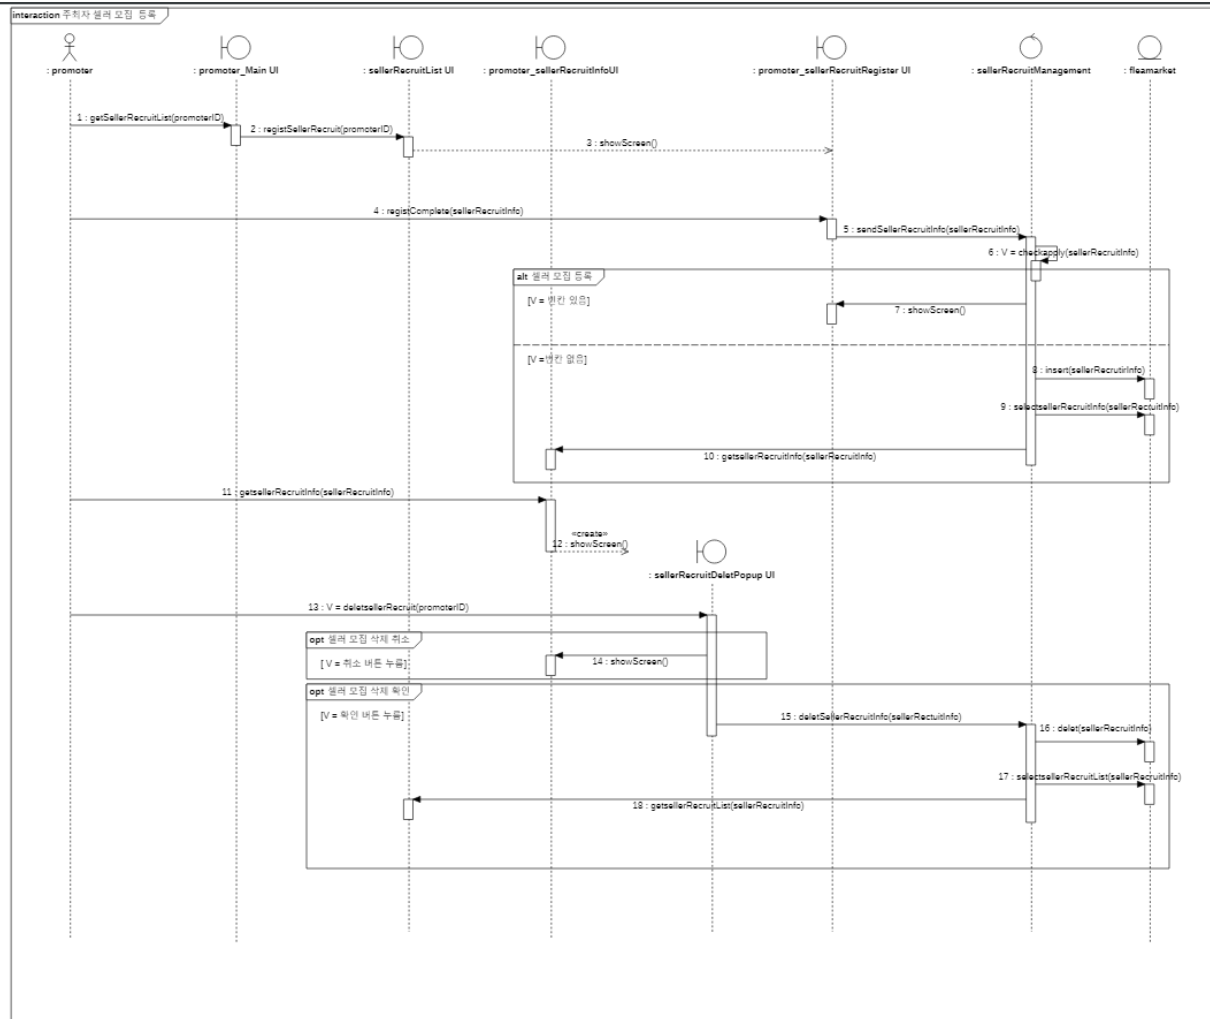 interaction 주최자 셀러 모집 등록
: promoter
: promoter_Main UI
: sellerRecruitList UI
: promoter_sellerRecruitInfoUI
: promoter_sellerRecruitRegister UI
: sellerRecruitManagement
: fleamarket
1 : getSellerRecruitList(promoterID)
2 : registSellerRecruit(promoterID)
3 : showScreen()
4 : registComplete(sellerRecruitInfo)
5 : sendSellerRecruitInfo(sellerRecruitInfo)
6 : V = checkapply(sellerRecruitInfo)
alt 셀러 모집 등록
[V = 빈칸 있음]
7 : showScreen()
[V =빈칸 없음]
8 : insert(sellerRecrutirInfo)
9 : selectsellerRecruitInfo(sellerRecruitInfo)
10 : getsellerRecruitInfo(sellerRecruitInfo)
11 : getsellerRecruitInfo(sellerRecruitInfo)
«create»
12 : showScreen()
: sellerRecruitDeletPopup UI
13 : V = deletsellerRecruit(promoterID)
opt 셀러 모집 삭제 취소
[ V = 취소 버튼 누름]
14 : showScreen()
opt 셀러 모집 삭제 확인
[V = 확인 버튼 누름]
15 : deletSellerRecruitInfo(sellerRectuitInfo)
16 : delet(sellerRecruitInfo)
17 : selectsellerRecruitList(sellerRecruitInfo)
18 : getsellerRecruitList(sellerRecruitInfo)